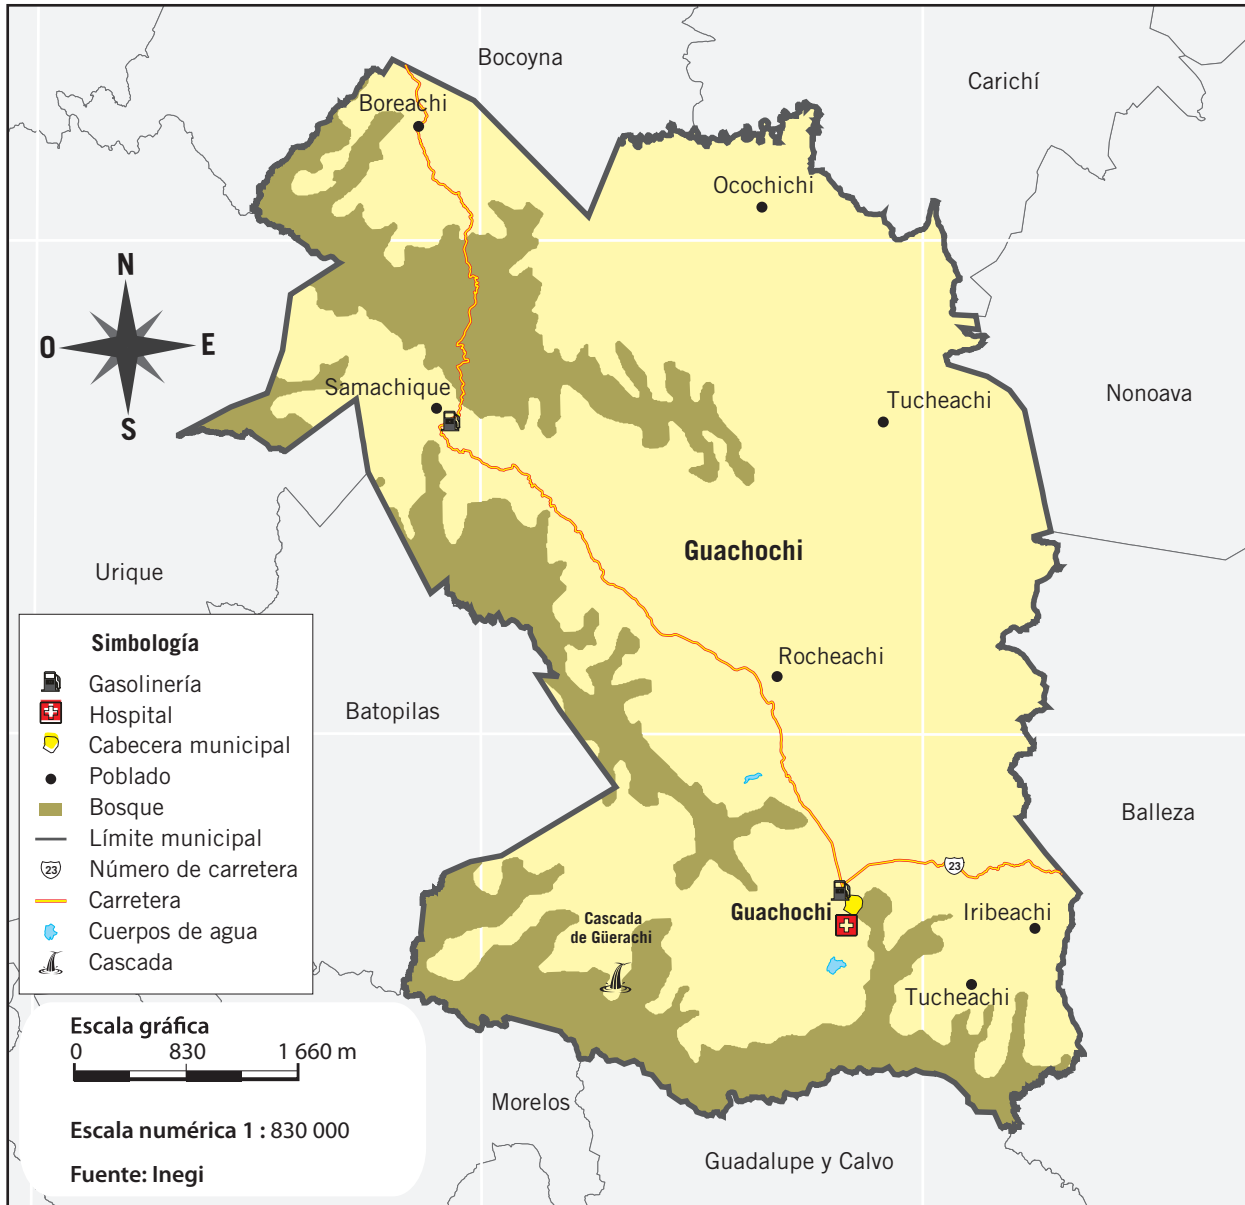 Bocoyna
Carichí
Boreachi
Ocochichi
N
O
E
S
Samachique
Tucheachi
Nonoava
Guachochi
Urique
Rocheachi
Batopilas
Balleza
23
Guachochi
Iribeachi
Cascada
de Güerachi
Tucheachi
Morelos
Guadalupe y Calvo
Simbología
Gasolinería
Hospital
Cabecera municipal
Poblado
Bosque
Límite municipal
23 Número de carretera
Carretera
Cuerpos de agua
Cascada
Escala gráfica
0 830 1 660 m
Escala numérica 1 : 830 000
Fuente: Inegi